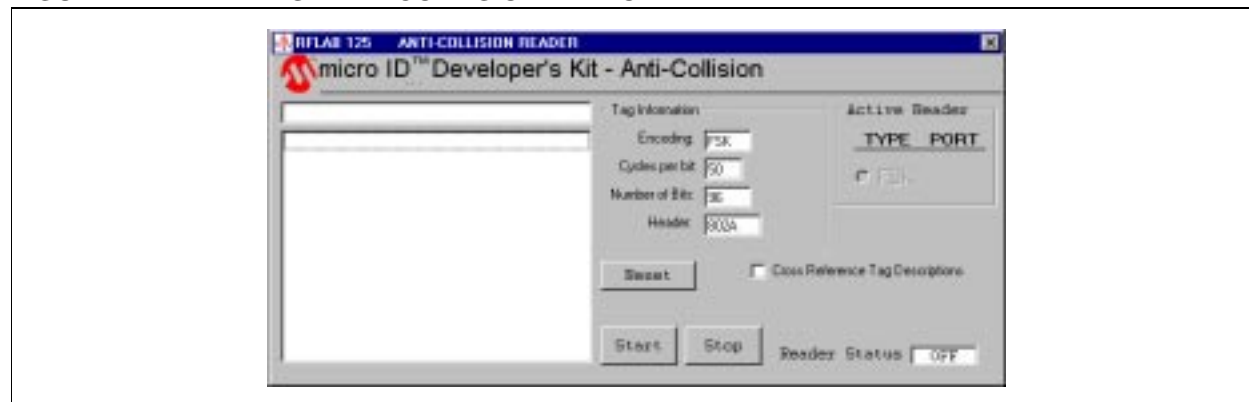 RFLAB 125 ANTI-COLLISION READER
micro ID™ Developer's Kit - Anti-Collision
Tag Information
Encoding: FSK
Cycles per bit: 50
Number of Bits: 96
Header: 802A
Active Reader
TYPE PORT
FSK
Reset
Cross Reference Tag Descriptions
Start
Stop
Reader Status OFF